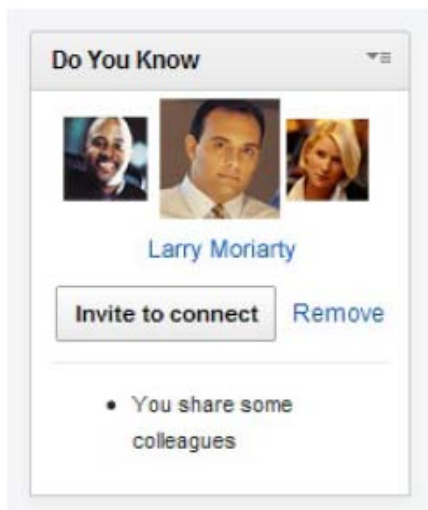 Do You Know
Larry Moriarty
Invite to connect Remove
• You share some
colleagues